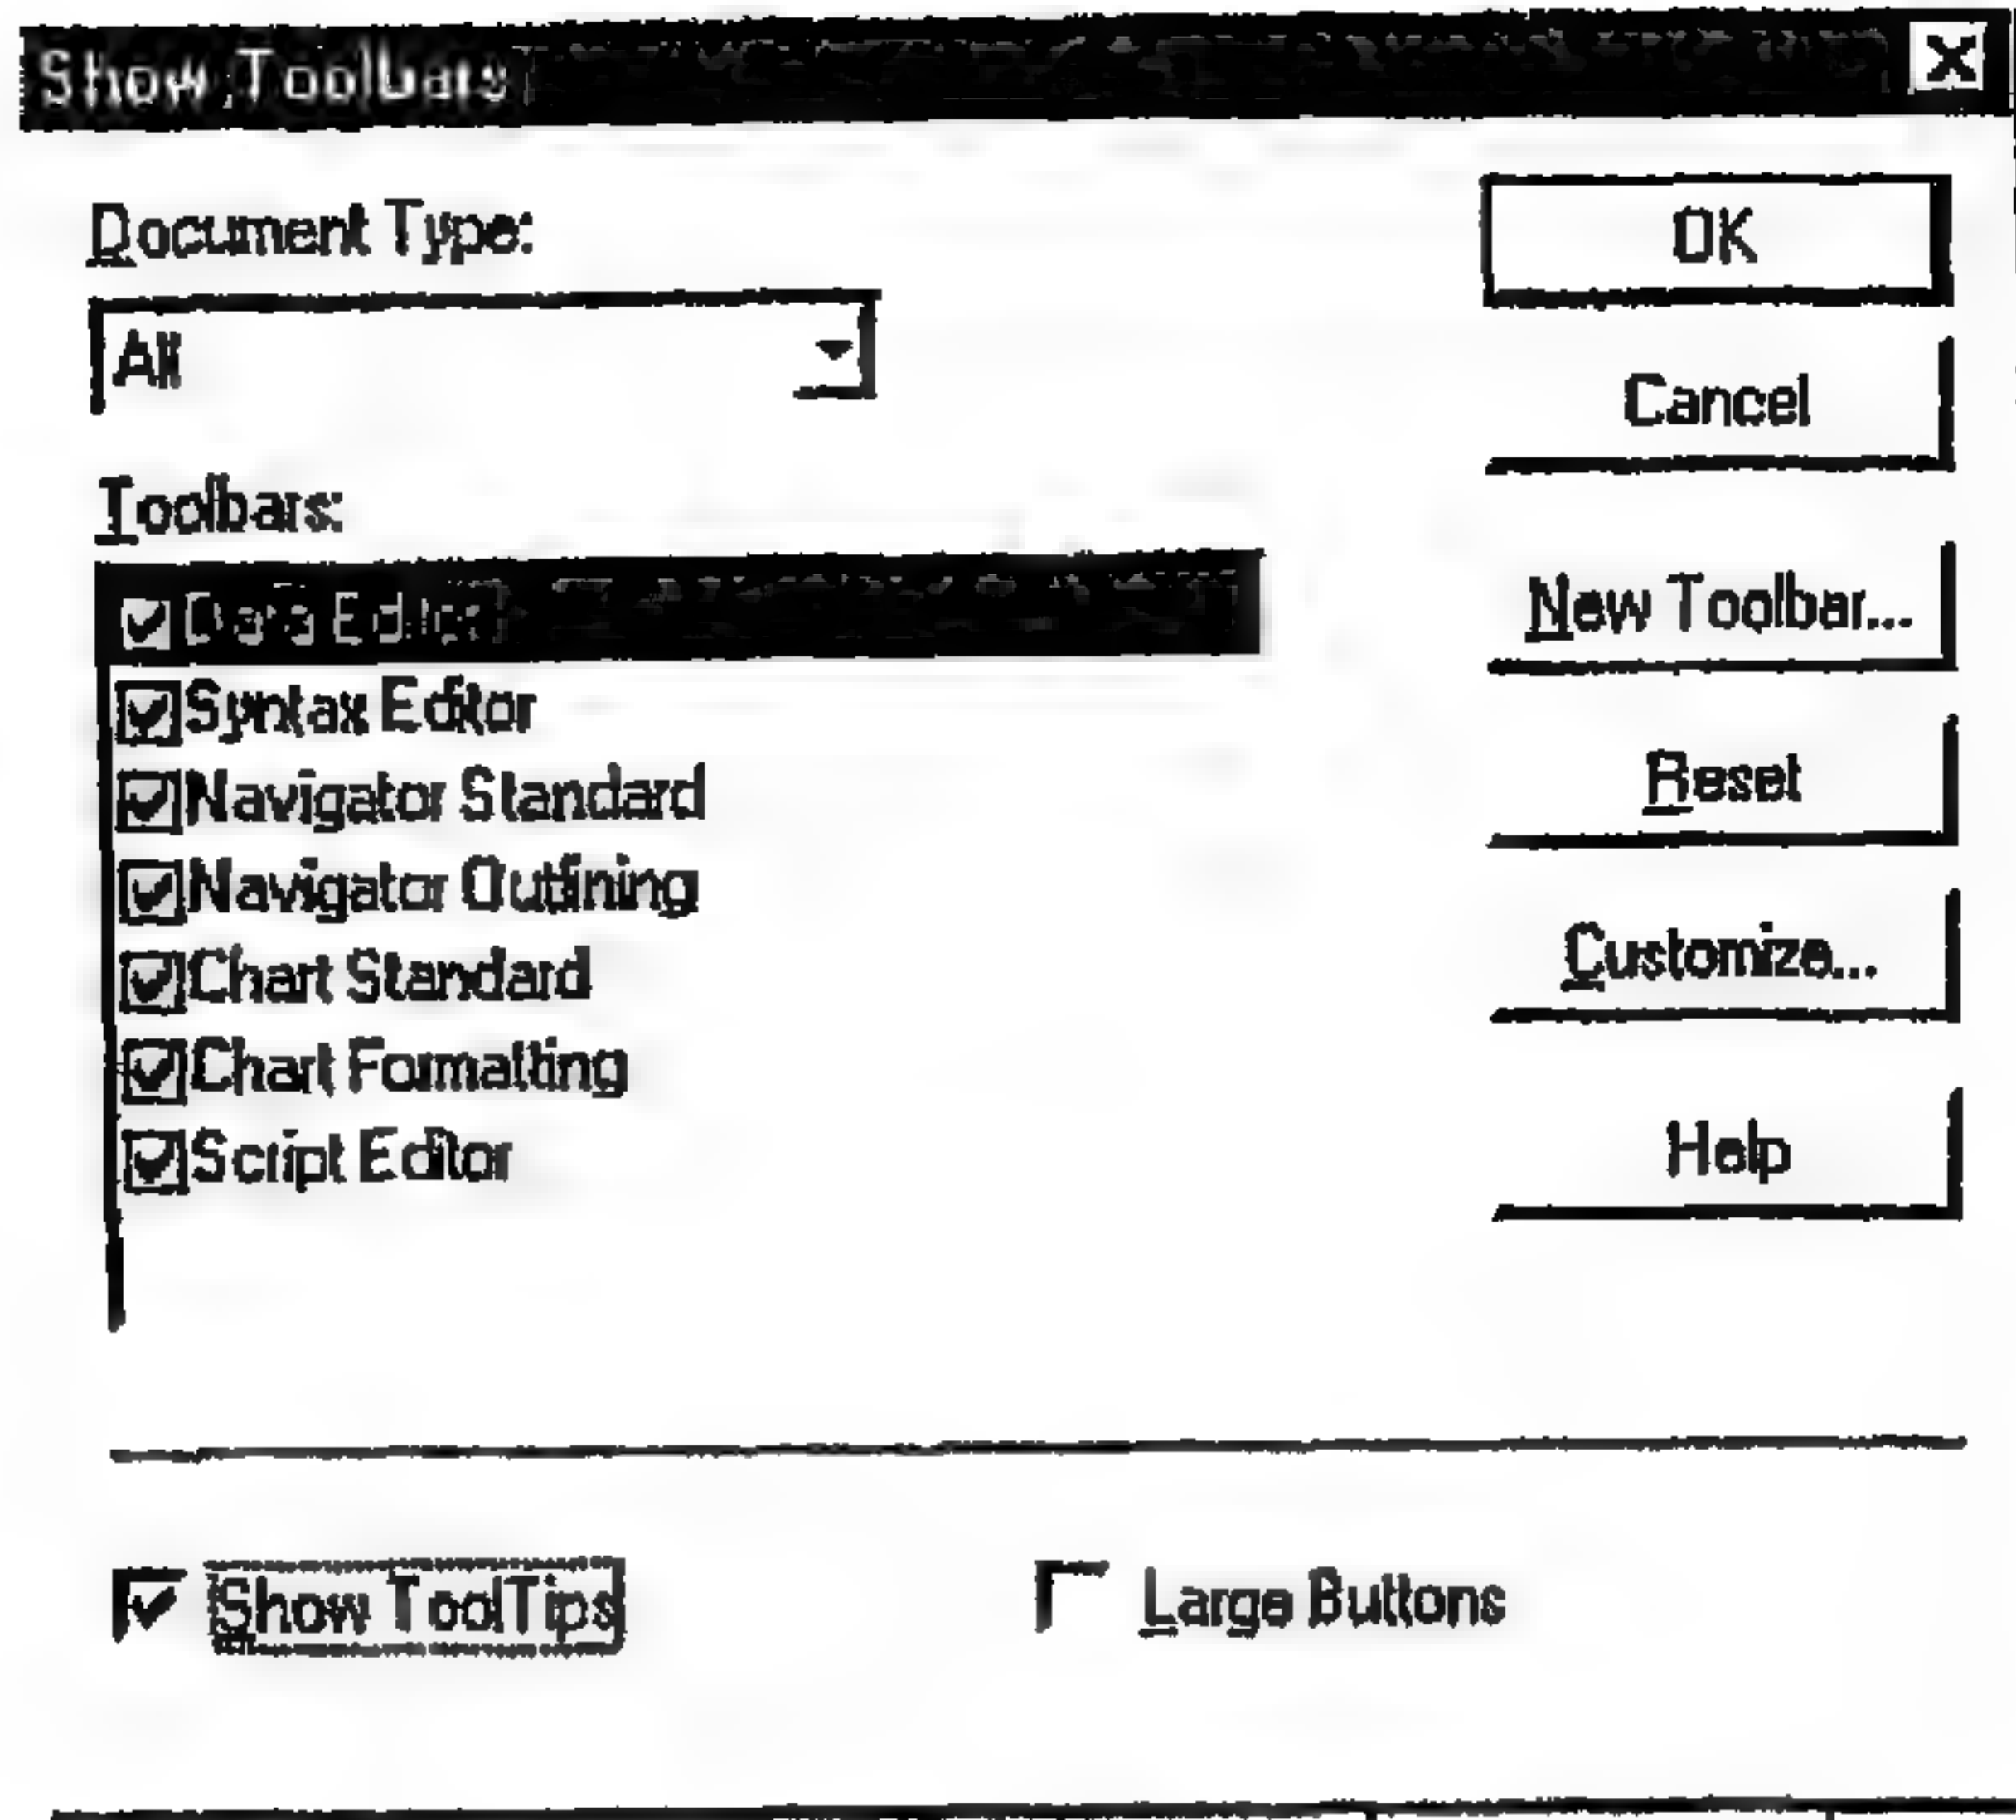 Show Toolbars
Document Type:
All
Toolbars:
Data Editor
Syntax Editor
Navigator Standard
Navigator Outlining
Chart Standard
Chart Formatting
Script Editor
OK
Cancel
New Toolbar...
Reset
Customize...
Help
Show ToolTips
Large Buttons